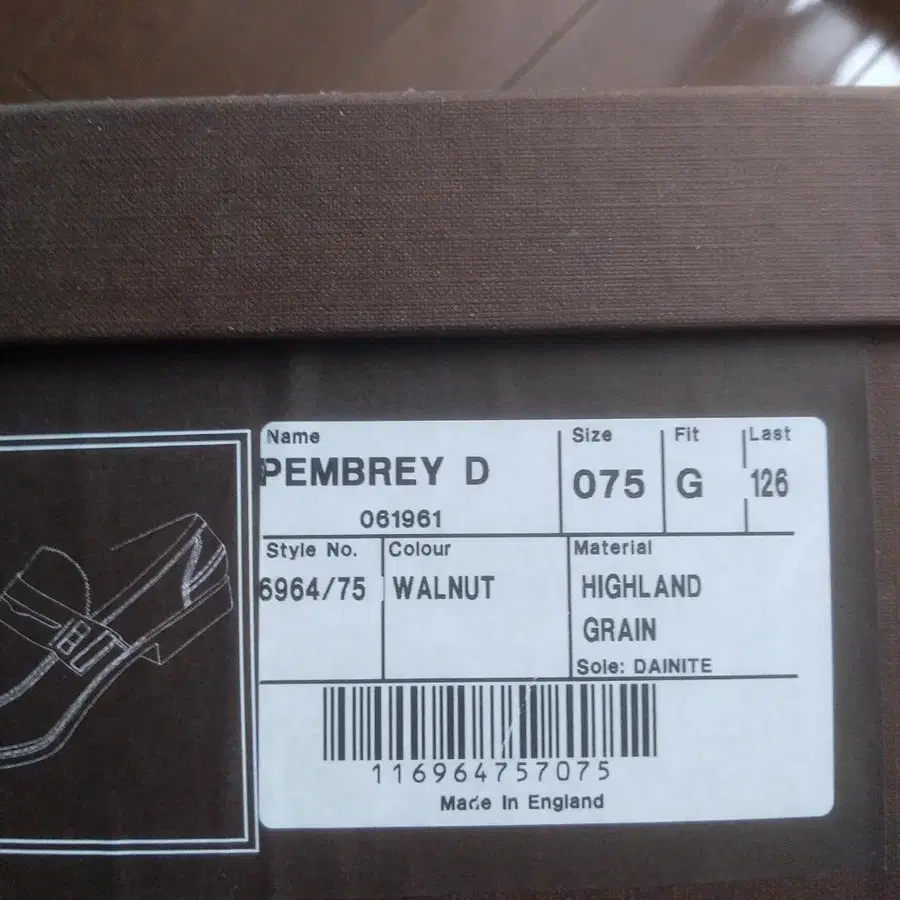 Name
PEMBREY D
061961
Size
075
Fit
G
Last
126
Style No.
6964/75
Colour
WALNUT
Material
HIGHLAND
GRAIN
Sole: DAINITE
116964757075
Made In England